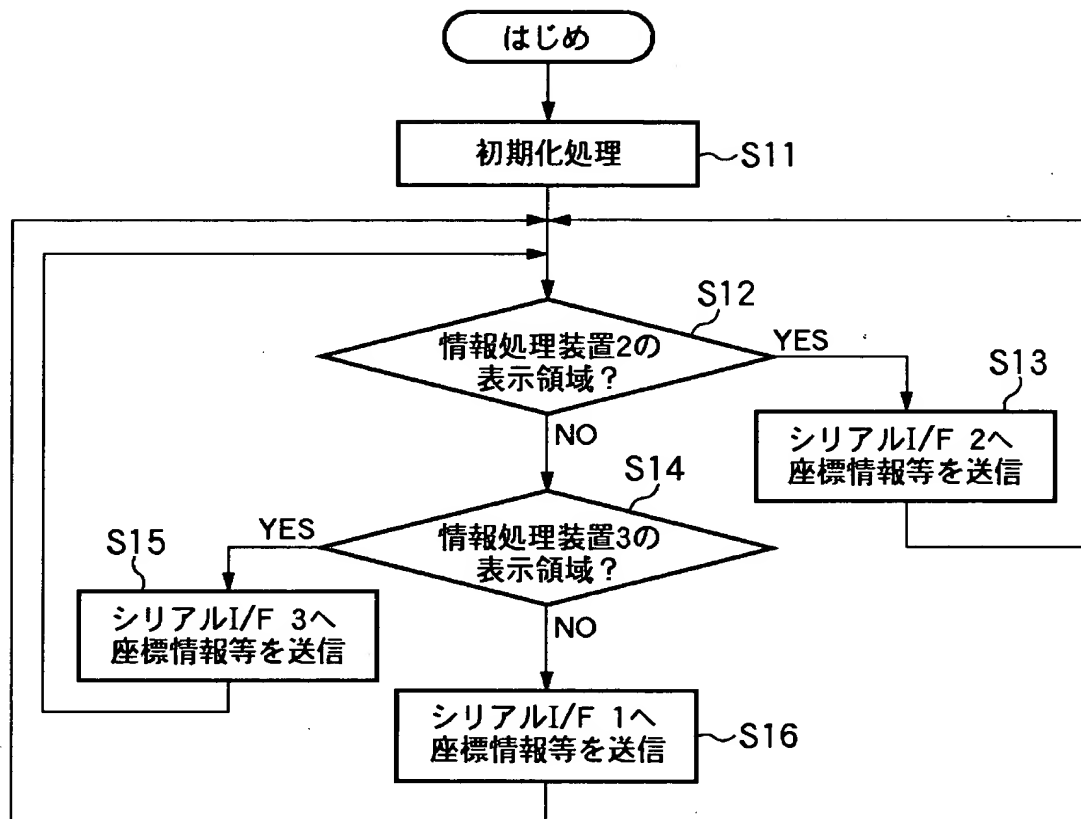 はじめ
初期化処理
S11
S12
情報処理装置2の
表示領域?
YES
S13
シリアルI/F 2へ
座標情報等を送信
NO
S14
情報処理装置3の
表示領域?
YES
S15
シリアルI/F 3へ
座標情報等を送信
NO
シリアルI/F 1へ
座標情報等を送信
S16